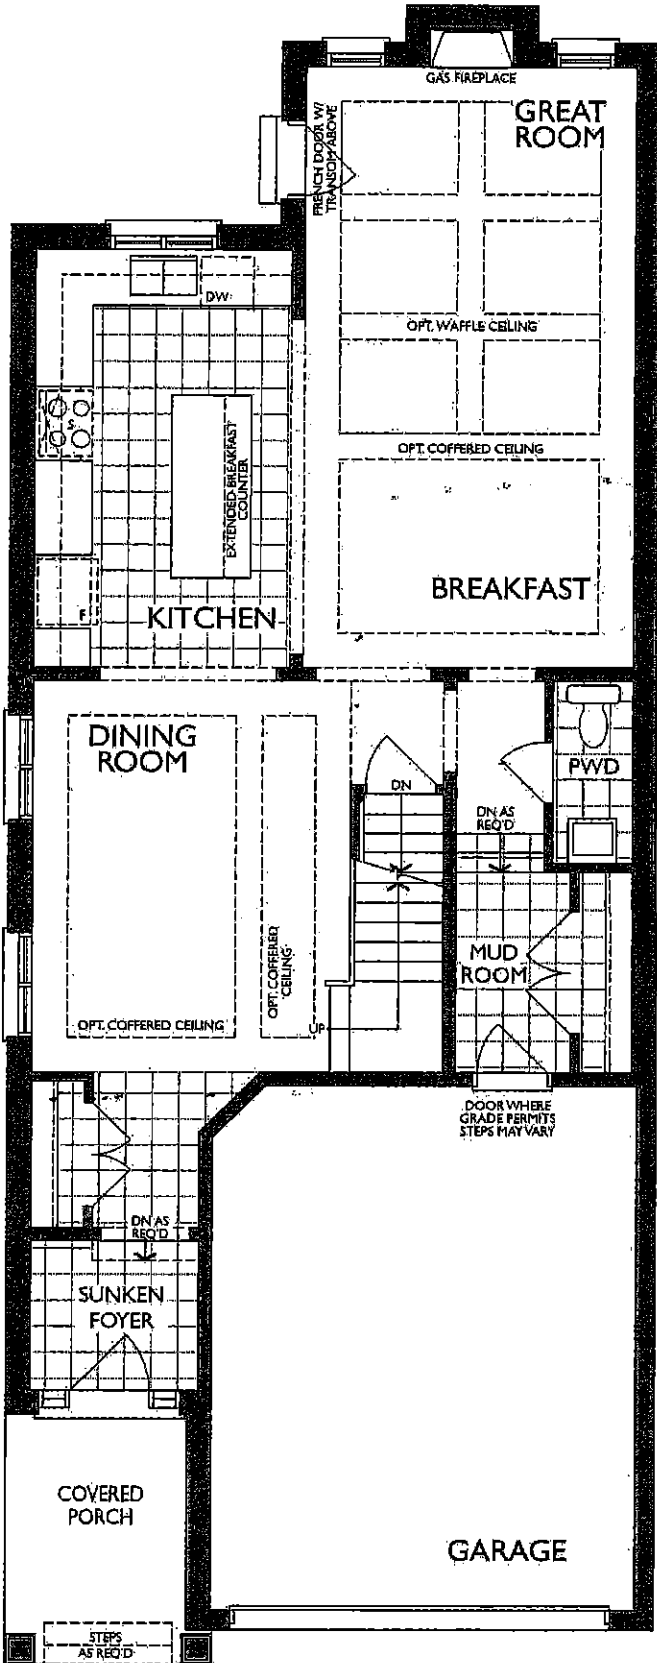 GAS FIREPLACE
GREAT
ROOM
FRENCH DOOR W/
TRANSOM ABOVE
DW
OPT. WAFFLE CEILING
S
OPT. COFFERED CEILING
EXTENDED BREAKFAST
COUNTER
BREAKFAST
F
KITCHEN
DINING
ROOM
PWD
DN
DN AS
REQ'D
OPT. COFFERED
CEILING
MUD
ROOM
OPT. COFFERED CEILING
UP
DOOR WHERE
GRADE PERMITS
STEPS MAY VARY
DN AS
REQ'D
SUNKEN
FOYER
COVERED
PORCH
GARAGE
STEPS
AS REQ'D